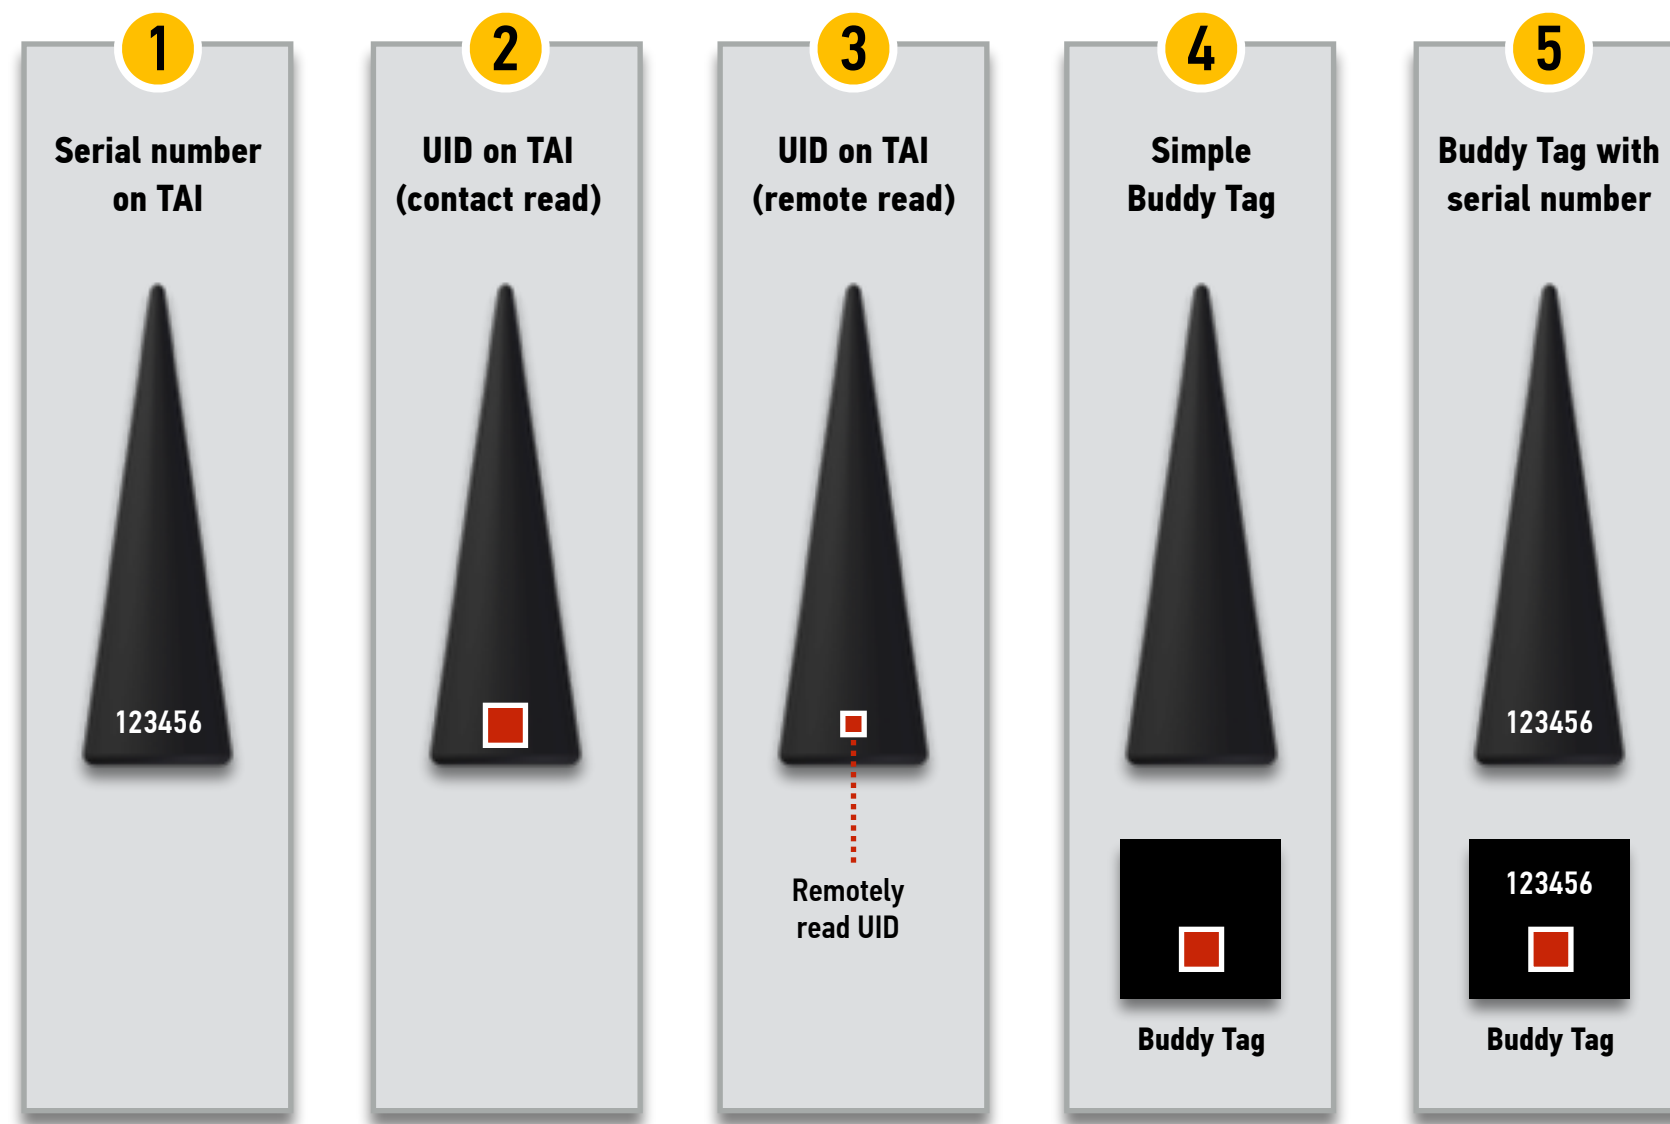 1
Serial number
on TAI
123456
2
UID on TAI
(contact read)
3
UID on TAI
(remote read)
Remotely
read UID
4
Simple
Buddy Tag
Buddy Tag
5
Buddy Tag with
serial number
123456
123456
Buddy Tag